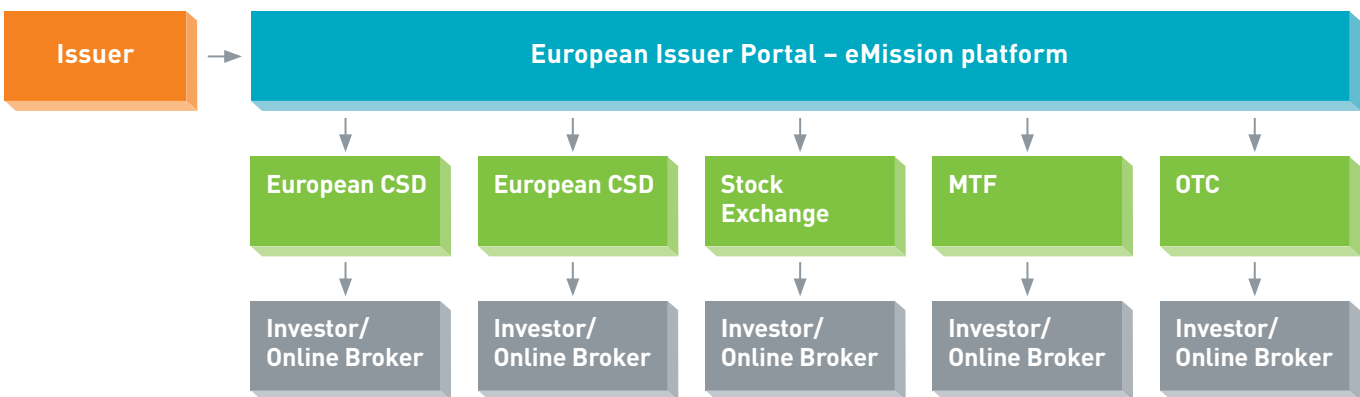 Issuer
European Issuer Portal – eMission platform
European CSD
European CSD
Stock
Exchange
MTF
OTC
Investor/
Online Broker
Investor/
Online Broker
Investor/
Online Broker
Investor/
Online Broker
Investor/
Online Broker